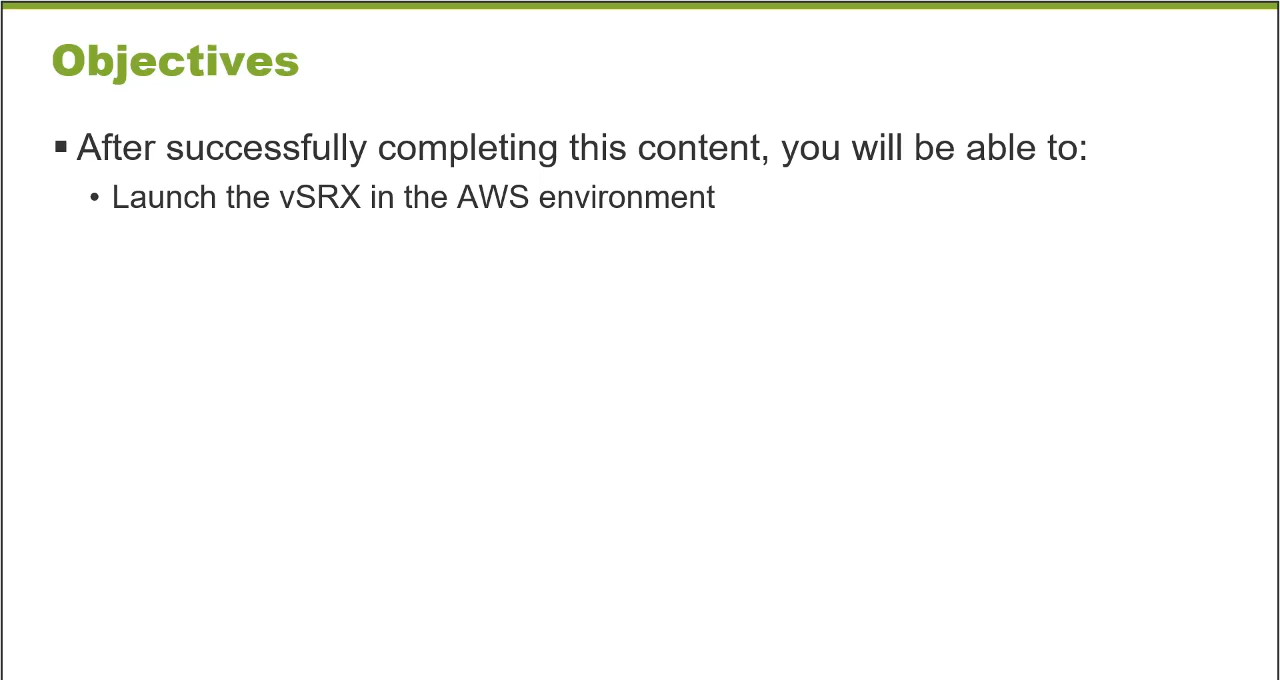 Objectives
▪ After successfully completing this content, you will be able to:
• Launch the vSRX in the AWS environment